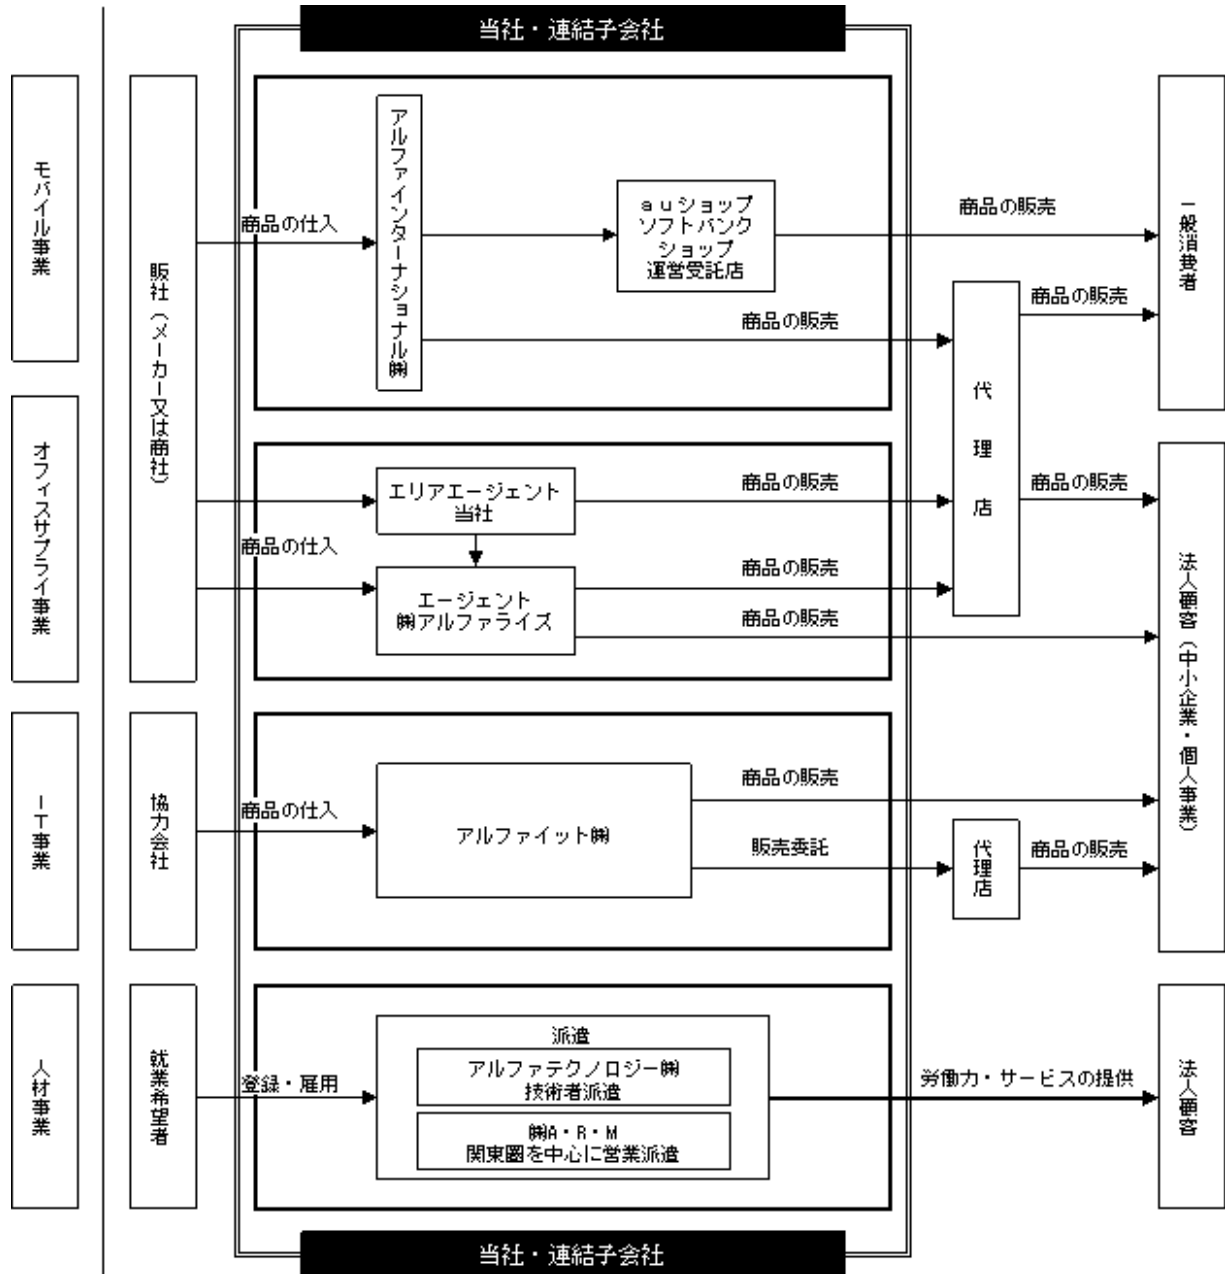 当社・連結子会社
モバイル事業
オフィスサプライ事業
IT事業
人材事業
販社(メーカー又は商社)
協力会社
就業希望者
商品の仕入
アルファインターナショナル㈱
auショップ
ソフトバンク
ショップ
運営受託店
商品の販売
商品の販売
代理店
商品の販売
一般消費者
商品の仕入
エリアエージェント
当社
エージェント
㈱アルファライズ
商品の販売
商品の販売
商品の販売
商品の販売
法人顧客(中小企業・個人事業)
商品の仕入
アルファイット㈱
商品の販売
販売委託
代理店
商品の販売
登録・雇用
派遣
アルファテクノロジー㈱
技術者派遣
㈱A・R・M
関東圏を中心に営業派遣
労働力・サービスの提供
法人顧客
当社・連結子会社